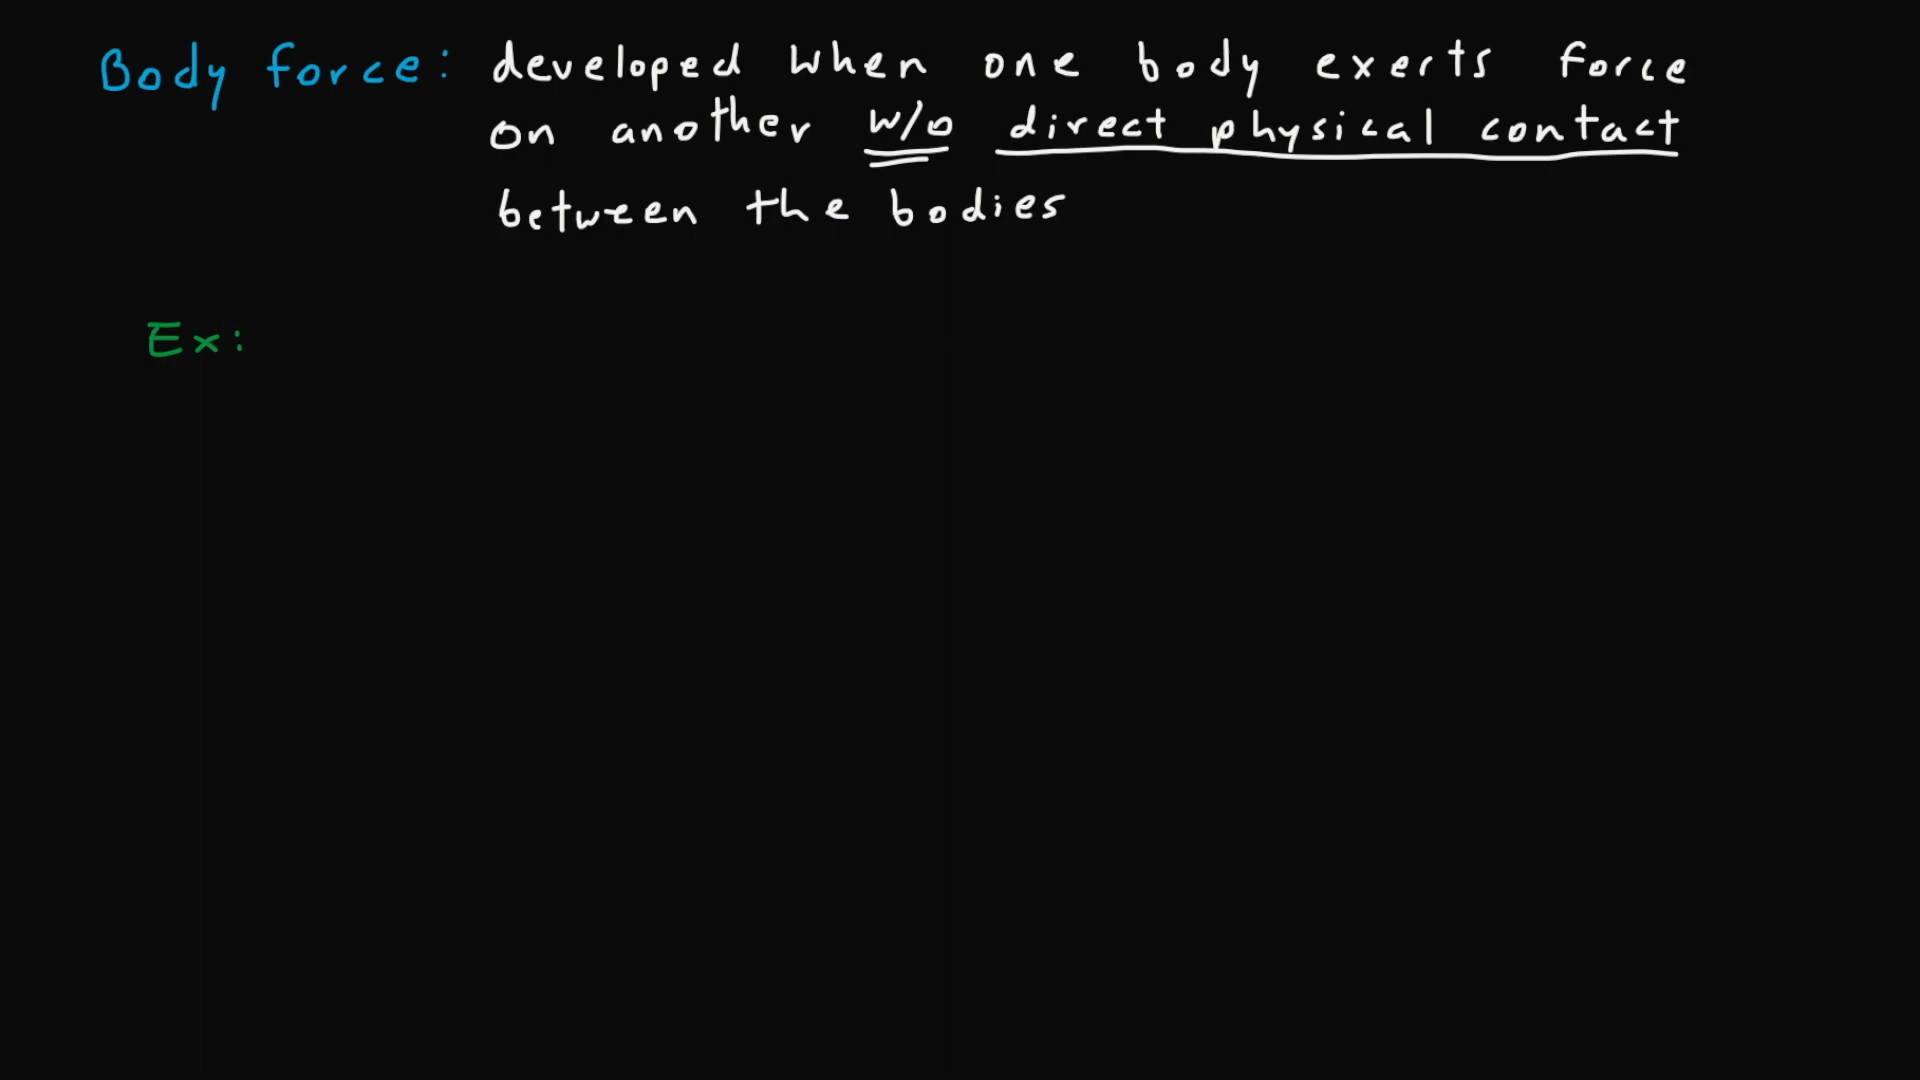 Body force: developed when one body exerts force
on another w/o direct physical contact
between the bodies
Ex: